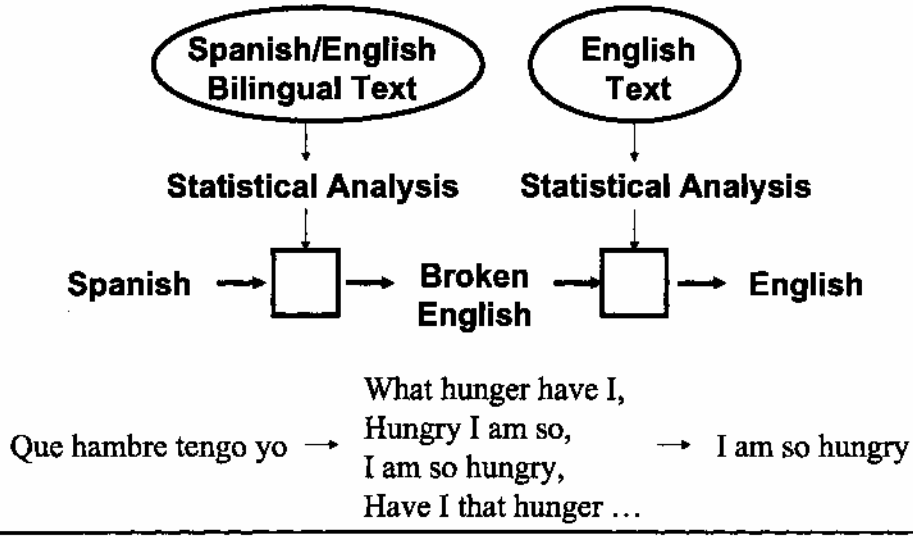 Spanish/English
Bilingual Text
English
Text
Statistical Analysis
Statistical Analysis
Spanish
Broken
English
English
What hunger have I,
Hungry I am so,
Que hambre tengo yo → I am so hungry, → I am so hungry
Have I that hunger ...